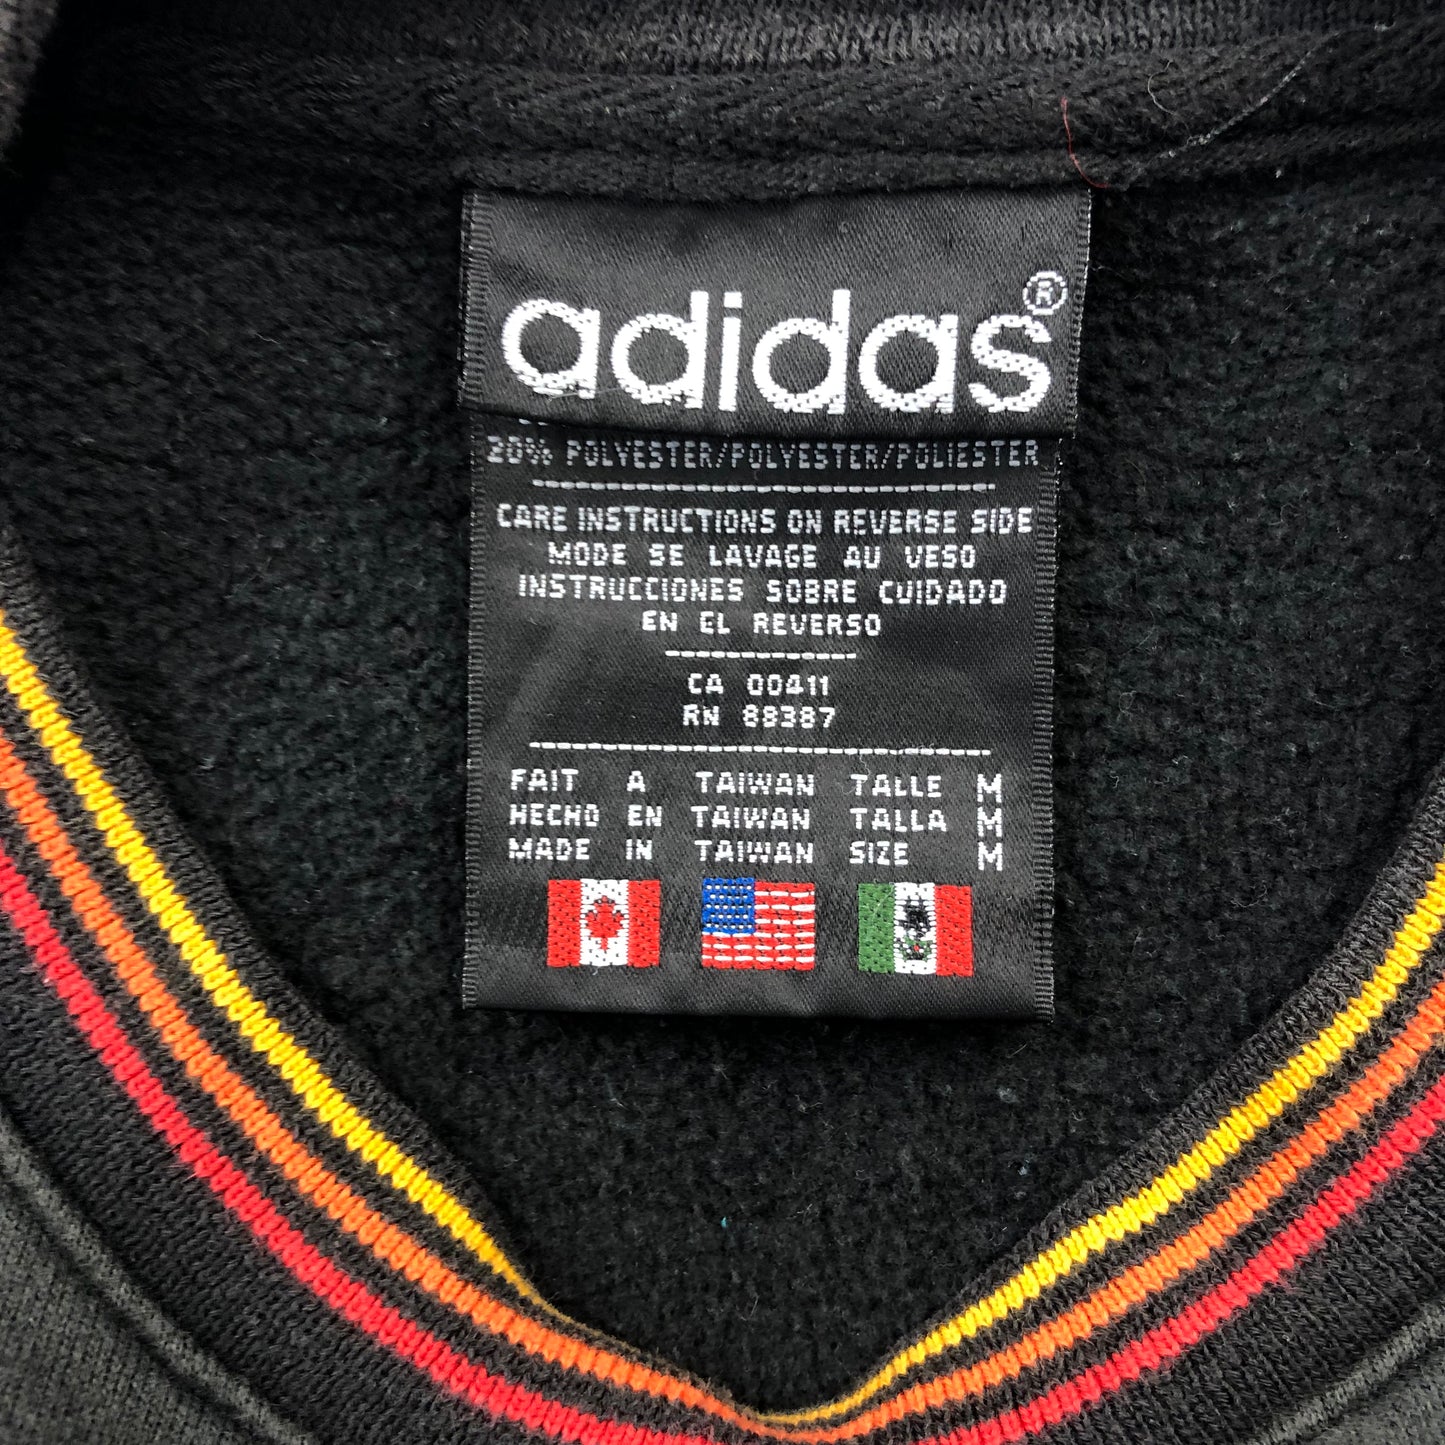 adidas®
20% POLYESTER/POLYESTER/POLIESTER
CARE INSTRUCTIONS ON REVERSE SIDE
MODE SE LAVAGE AU VESO
INSTRUCCIONES SOBRE CUIDADO
EN EL REVERSO
CA 00411
RN 88387
FAIT A TAIWAN TALLE M
HECHO EN TAIWAN TALLA M
MADE IN TAIWAN SIZE M